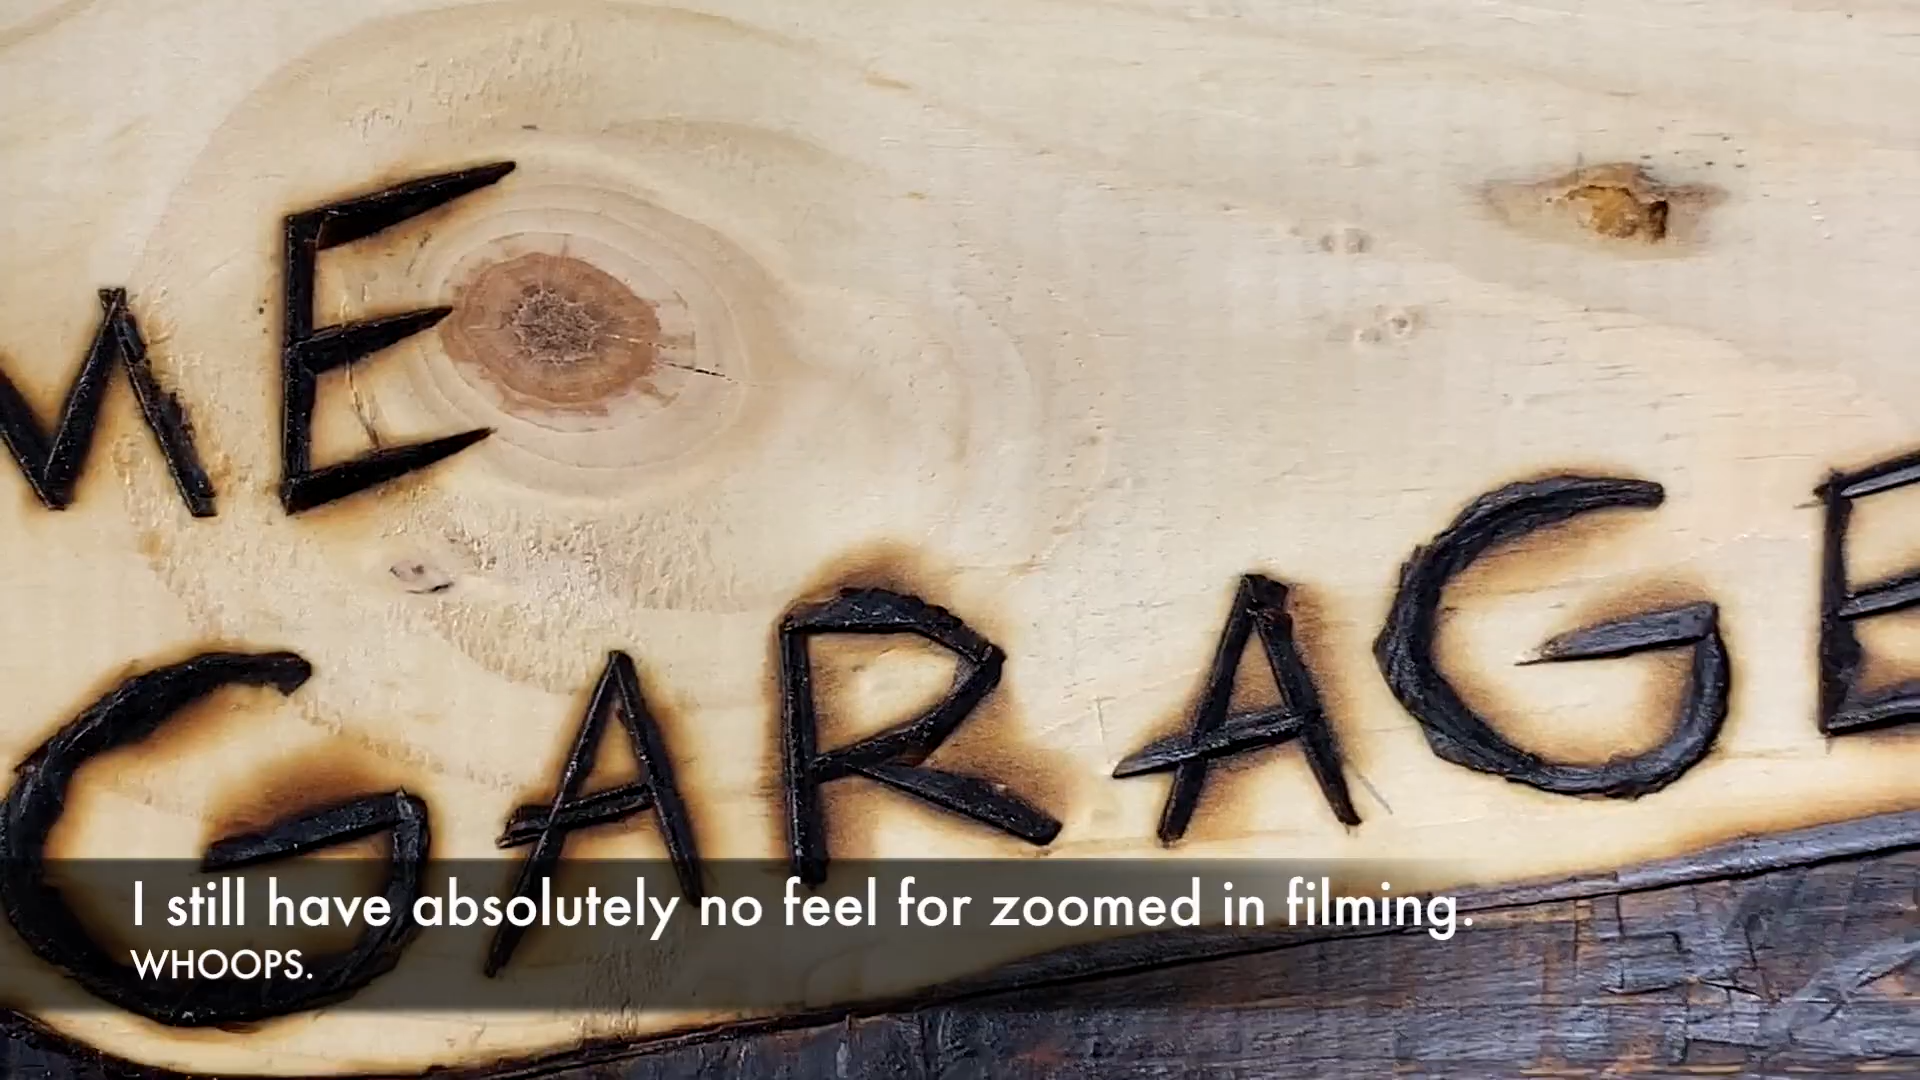 ME
GARAGE
I still have absolutely no feel for zoomed in filming.
WHOOPS.